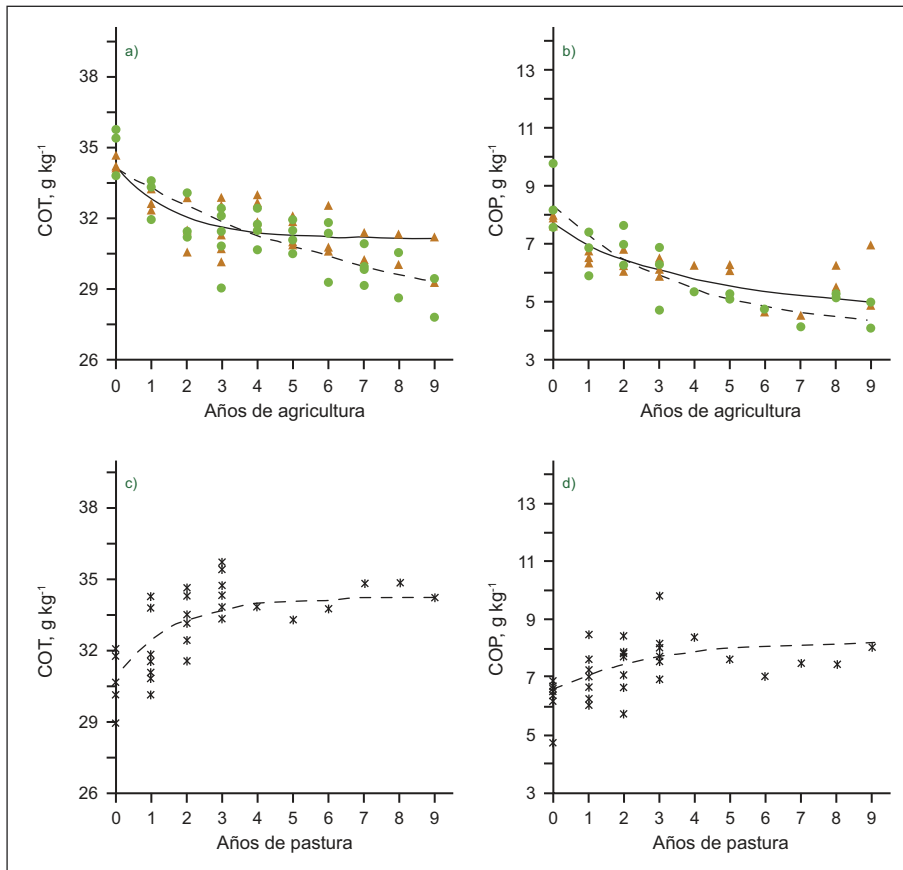 a)
COT, g kg⁻¹
38
35
32
29
26
0 1 2 3 4 5 6 7 8 9
Años de agricultura
b)
COP, g kg⁻¹
13
11
9
7
5
3
0 1 2 3 4 5 6 7 8 9
Años de agricultura
c)
COT, g kg⁻¹
38
35
32
29
26
0 1 2 3 4 5 6 7 8 9
Años de pastura
d)
COP, g kg⁻¹
13
11
9
7
5
3
0 1 2 3 4 5 6 7 8 9
Años de pastura